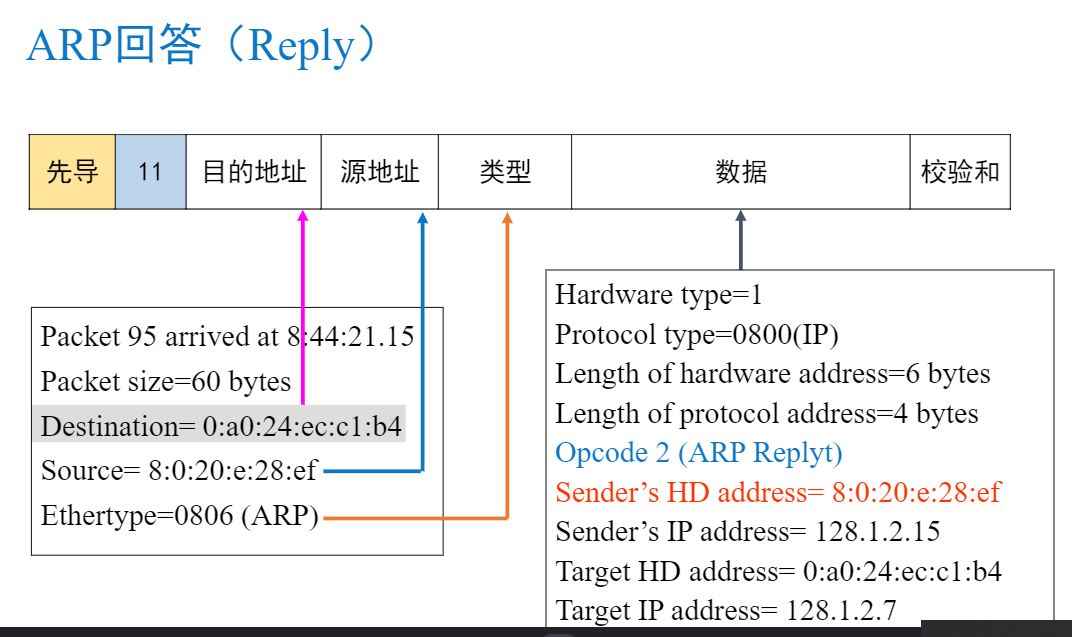 ARP回答（Reply）
先导 11 目的地址 源地址 类型 数据 校验和
Packet 95 arrived at 8:44:21.15
Packet size=60 bytes
Destination= 0:a0:24:ec:c1:b4
Source= 8:0:20:e:28:ef
Ethertype=0806 (ARP)
Hardware type=1
Protocol type=0800(IP)
Length of hardware address=6 bytes
Length of protocol address=4 bytes
Opcode 2 (ARP Replyt)
Sender’s HD address= 8:0:20:e:28:ef
Sender’s IP address= 128.1.2.15
Target HD address= 0:a0:24:ec:c1:b4
Target IP address= 128.1.2.7